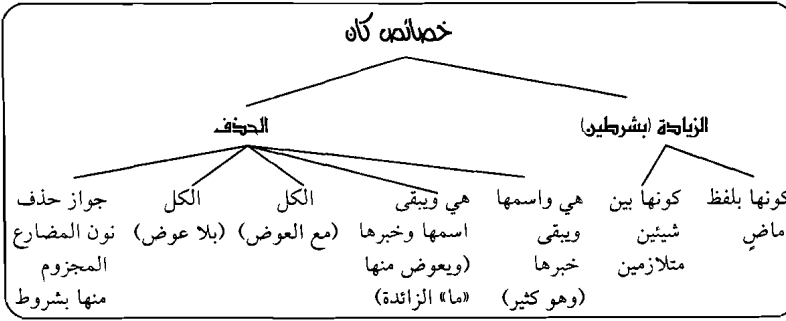 خصائص كان
الزيادة (بشرطين)
الحذف
كونها بلفظ
ماضٍ
كونها بين
شيئين
متلازمين
هي واسمها
ويبقى
خبرها
(وهو كثير)
هي ويبقى
اسمها وخبرها
(ويعوض منها
«ما» الزائدة)
الكل
(مع العوض)
الكل
(بلا عوض)
جواز حذف
نون المضارع
المجزوم
منها بشروط